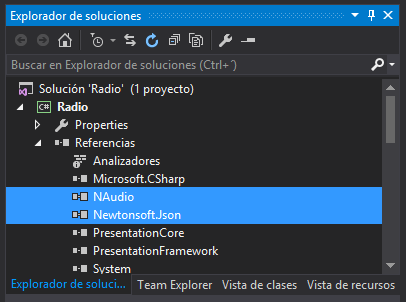 Explorador de soluciones
Buscar en Explorador de soluciones (Ctrl+´)
Solución 'Radio' (1 proyecto)
C# Radio
Properties
Referencias
Analizadores
Microsoft.CSharp
NAudio
Newtonsoft.Json
PresentationCore
PresentationFramework
System
Explorador de soluci... Team Explorer Vista de clases Vista de recursos